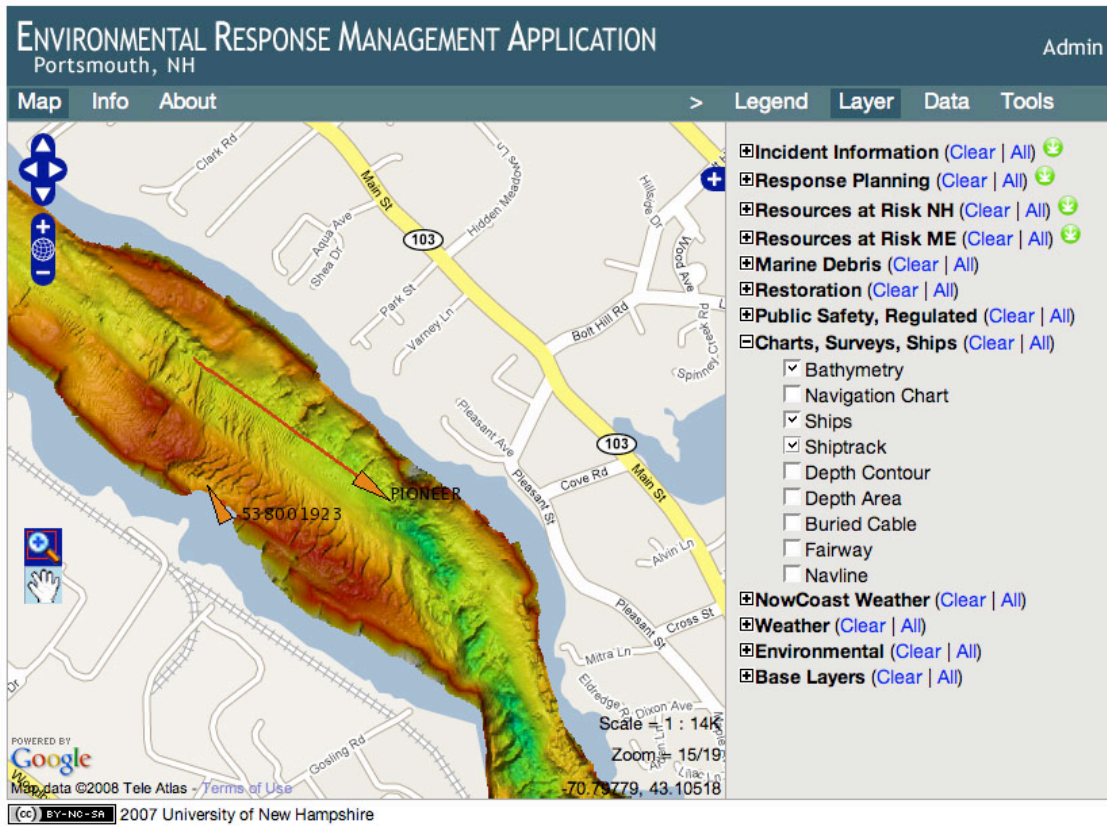 ENVIRONMENTAL RESPONSE MANAGEMENT APPLICATION
Portsmouth, NH
Admin
Map Info About > Legend Layer Data Tools
Clark Rd
Main St
Hidden Meadows Ln
Aqua Ave
Shea Dr
103
Hillside Dr
Wood Ave
Park St
Varney Ln
Bolt Hill Rd
Spinney Creek Rd
Pleasant Ave
103
Main St
Cove Rd
Pleasant St
PIONEER
538001923
Alvin Ln
Pleasant St
Cross St
Mitra Ln
Dr
Eldredge Rd
Dixon Ave
Scale = 1 : 14K
Zoom = 15/19
Gosling Rd
Lilac Ln
-70.79779, 43.10518
POWERED BY
Google
Map data ©2008 Tele Atlas - Terms of Use
Incident Information (Clear | All)
Response Planning (Clear | All)
Resources at Risk NH (Clear | All)
Resources at Risk ME (Clear | All)
Marine Debris (Clear | All)
Restoration (Clear | All)
Public Safety, Regulated (Clear | All)
Charts, Surveys, Ships (Clear | All)
Bathymetry
Navigation Chart
Ships
Shiptrack
Depth Contour
Depth Area
Buried Cable
Fairway
Navline
NowCoast Weather (Clear | All)
Weather (Clear | All)
Environmental (Clear | All)
Base Layers (Clear | All)
(cc) BY-NC-SA 2007 University of New Hampshire